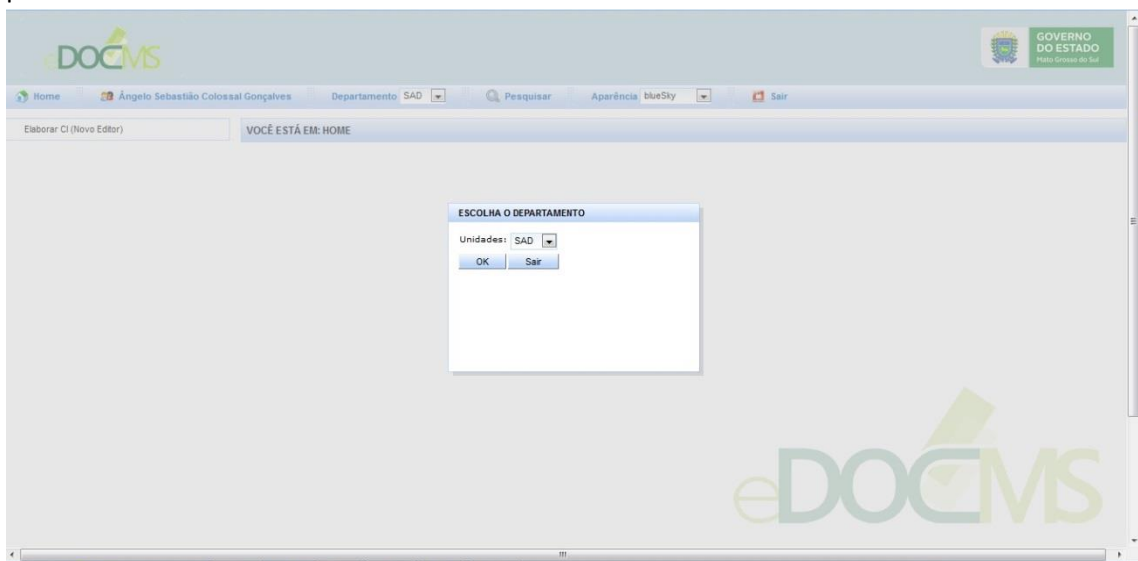 eDOCMS
GOVERNO
DO ESTADO
Mato Grosso do Sul
Home Ângelo Sebastião Colossal Gonçalves Departamento SAD Pesquisar Aparência blueSky Sair
Elaborar CI (Novo Editor) VOCÊ ESTÁ EM: HOME
ESCOLHA O DEPARTAMENTO
Unidades: SAD
OK Sair
eDOCMS